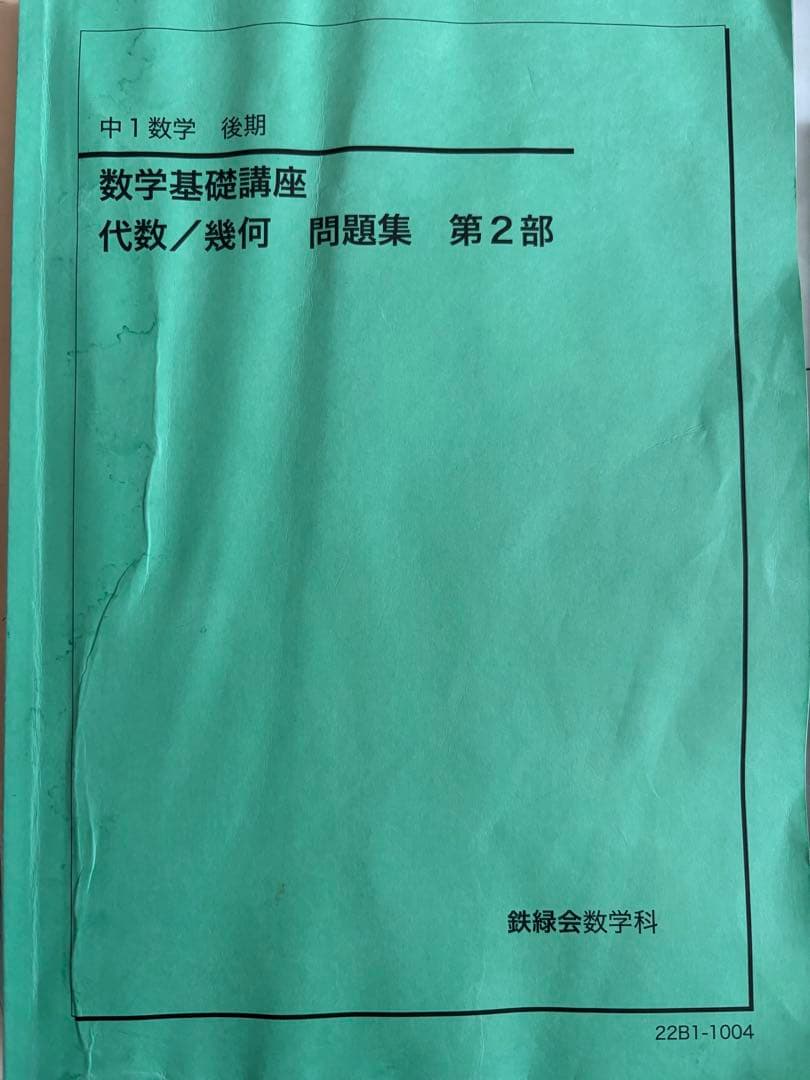 中1数学　後期
数学基礎講座
代数／幾何　問題集　第2部
鉄緑会数学科
22B1-1004